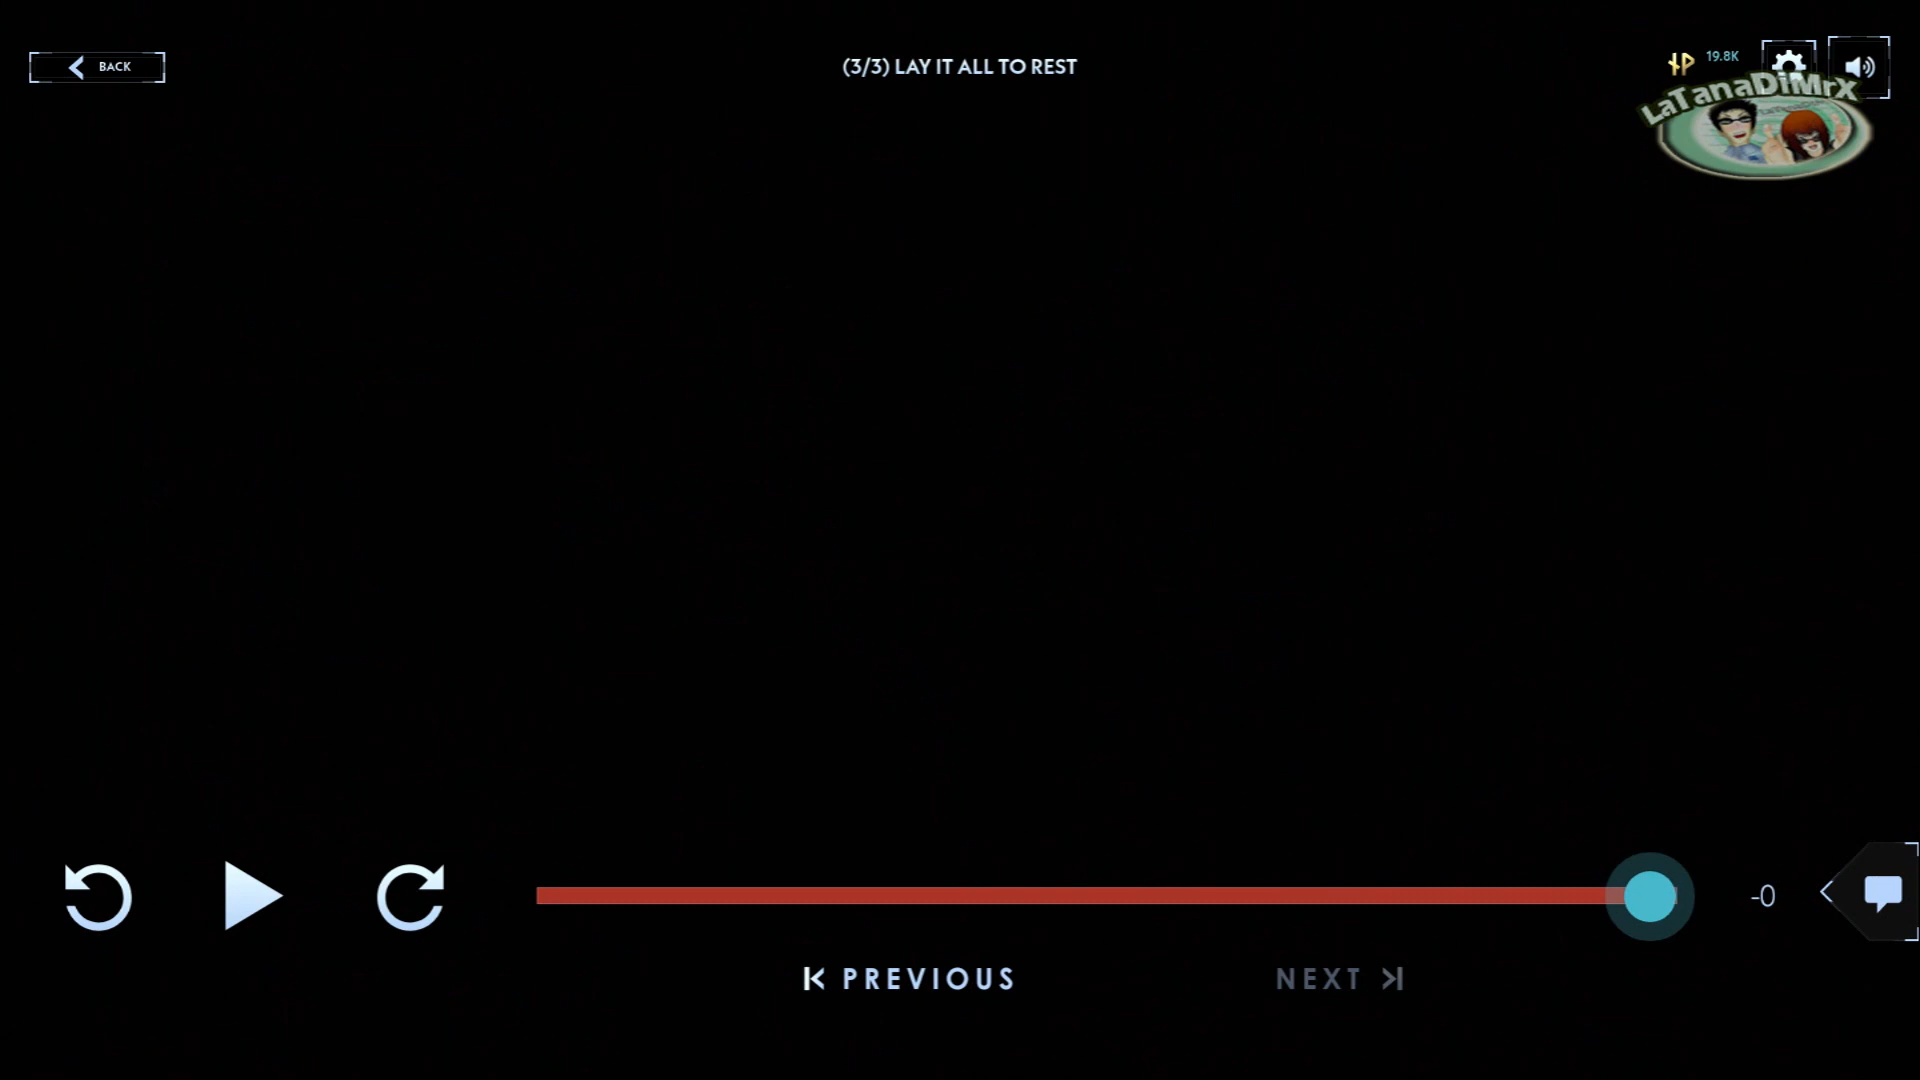 BACK
(3/3) LAY IT ALL TO REST
19.8K
LaTanaDiMrX
-0
PREVIOUS
NEXT